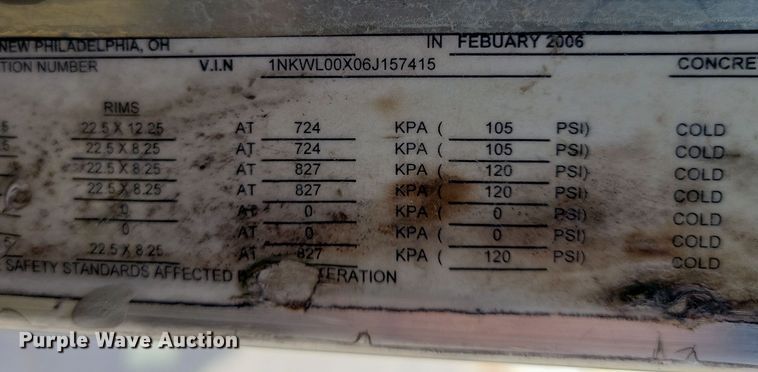 NEW PHILADELPHIA, OH IN FEBUARY 2006
TION NUMBER V.I.N 1NKWL00X06J157415 CONCRE
RIMS
5 22.5 X 12.25 AT 724 KPA ( 105 PSI) COLD
22.5 X 8.25 AT 724 KPA ( 105 PSI) COLD
22.5 X 8.25 AT 827 KPA ( 120 PSI) COLD
22.5 X 8.25 AT 827 KPA ( 120 PSI) COLD
0 AT 0 KPA ( 0 PSI) COLD
0 AT 0 KPA ( 0 PSI) COLD
5 22.5 X 8.25 AT 827 KPA ( 120 PSI) COLD
SAFETY STANDARDS AFFECTED TERATION
Purple Wave Auction